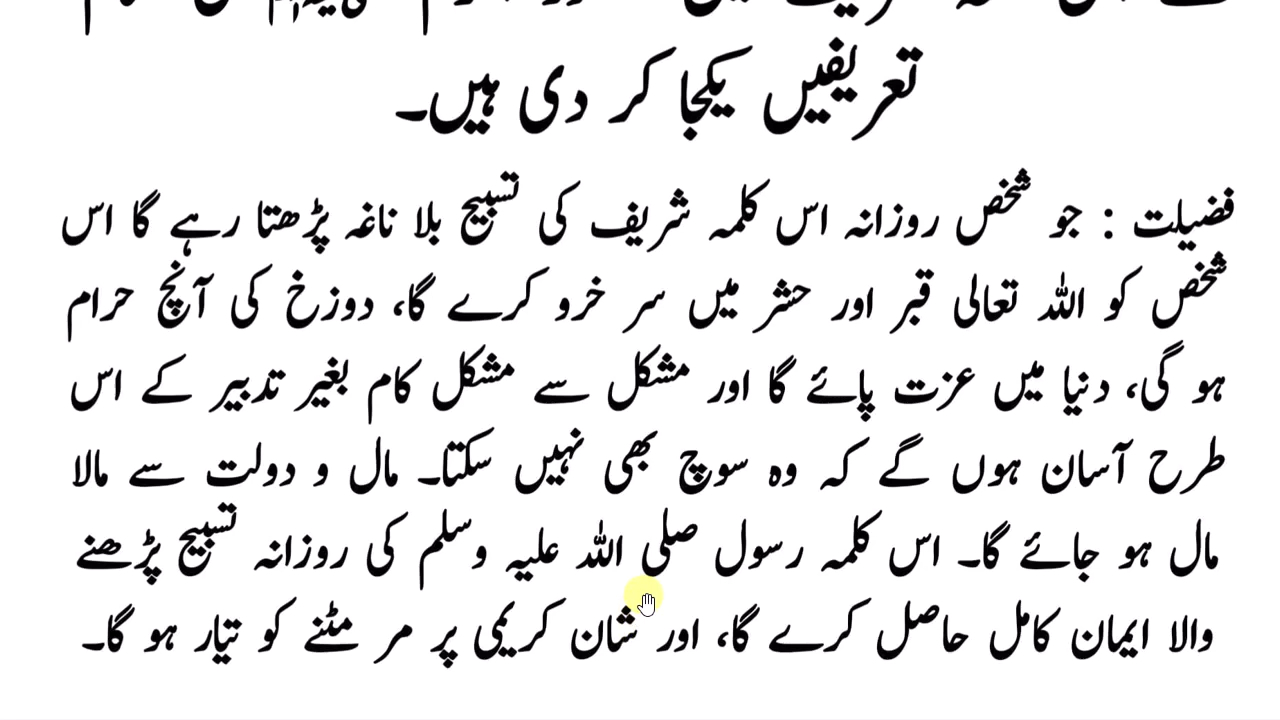 تعریفیں یکجا کر دی ہیں۔
فضیلت : جو شخص روزانہ اس کلمہ شریف کی تسبیح بلا ناغہ پڑھتا رہے گا اس
شخص کو اللہ تعالی قبر اور حشر میں سر خرو کرے گا، دوزخ کی آنچ حرام
ہو گی، دنیا میں عزت پائے گا اور مشکل سے مشکل کام بغیر تدبیر کے اس
طرح آسان ہوں گے کہ وہ سوچ بھی نہیں سکتا۔ مال و دولت سے مالا
مال ہو جائے گا۔ اس کلمہ رسول صلی اللہ علیہ وسلم کی روزانہ تسبیح پڑھنے
والا ایمان کامل حاصل کرے گا، اور شان کریمی پر مر مٹنے کو تیار ہو گا۔